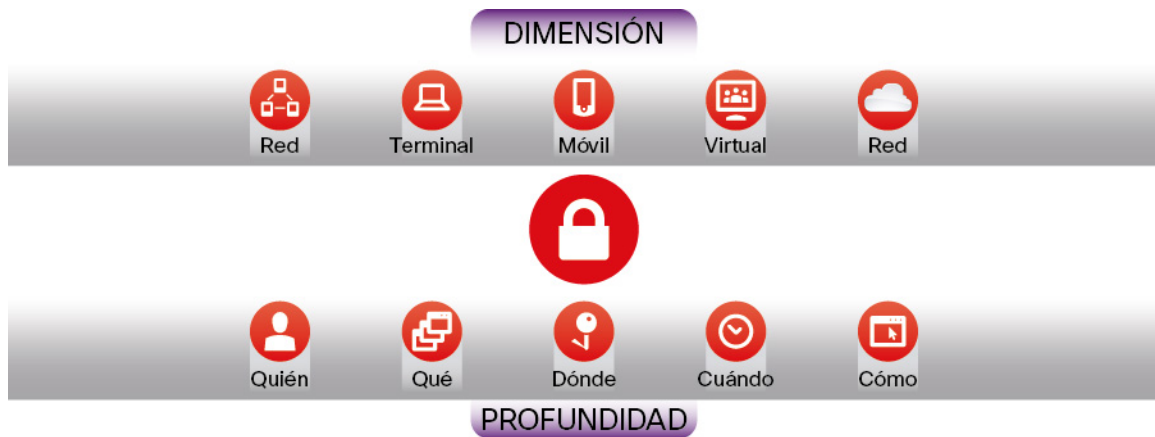 DIMENSIÓN
Red Terminal Móvil Virtual Red
Quién Qué Dónde Cuándo Cómo
PROFUNDIDAD